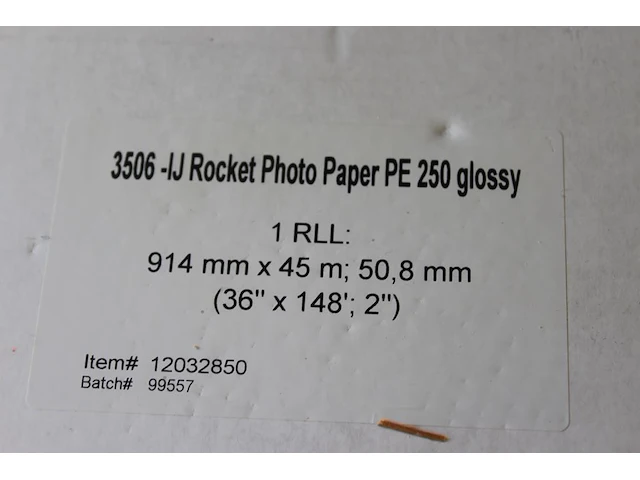 3506 -IJ Rocket Photo Paper PE 250 glossy
1 RLL:
914 mm x 45 m; 50,8 mm
(36" x 148'; 2")
Item# 12032850
Batch# 99557